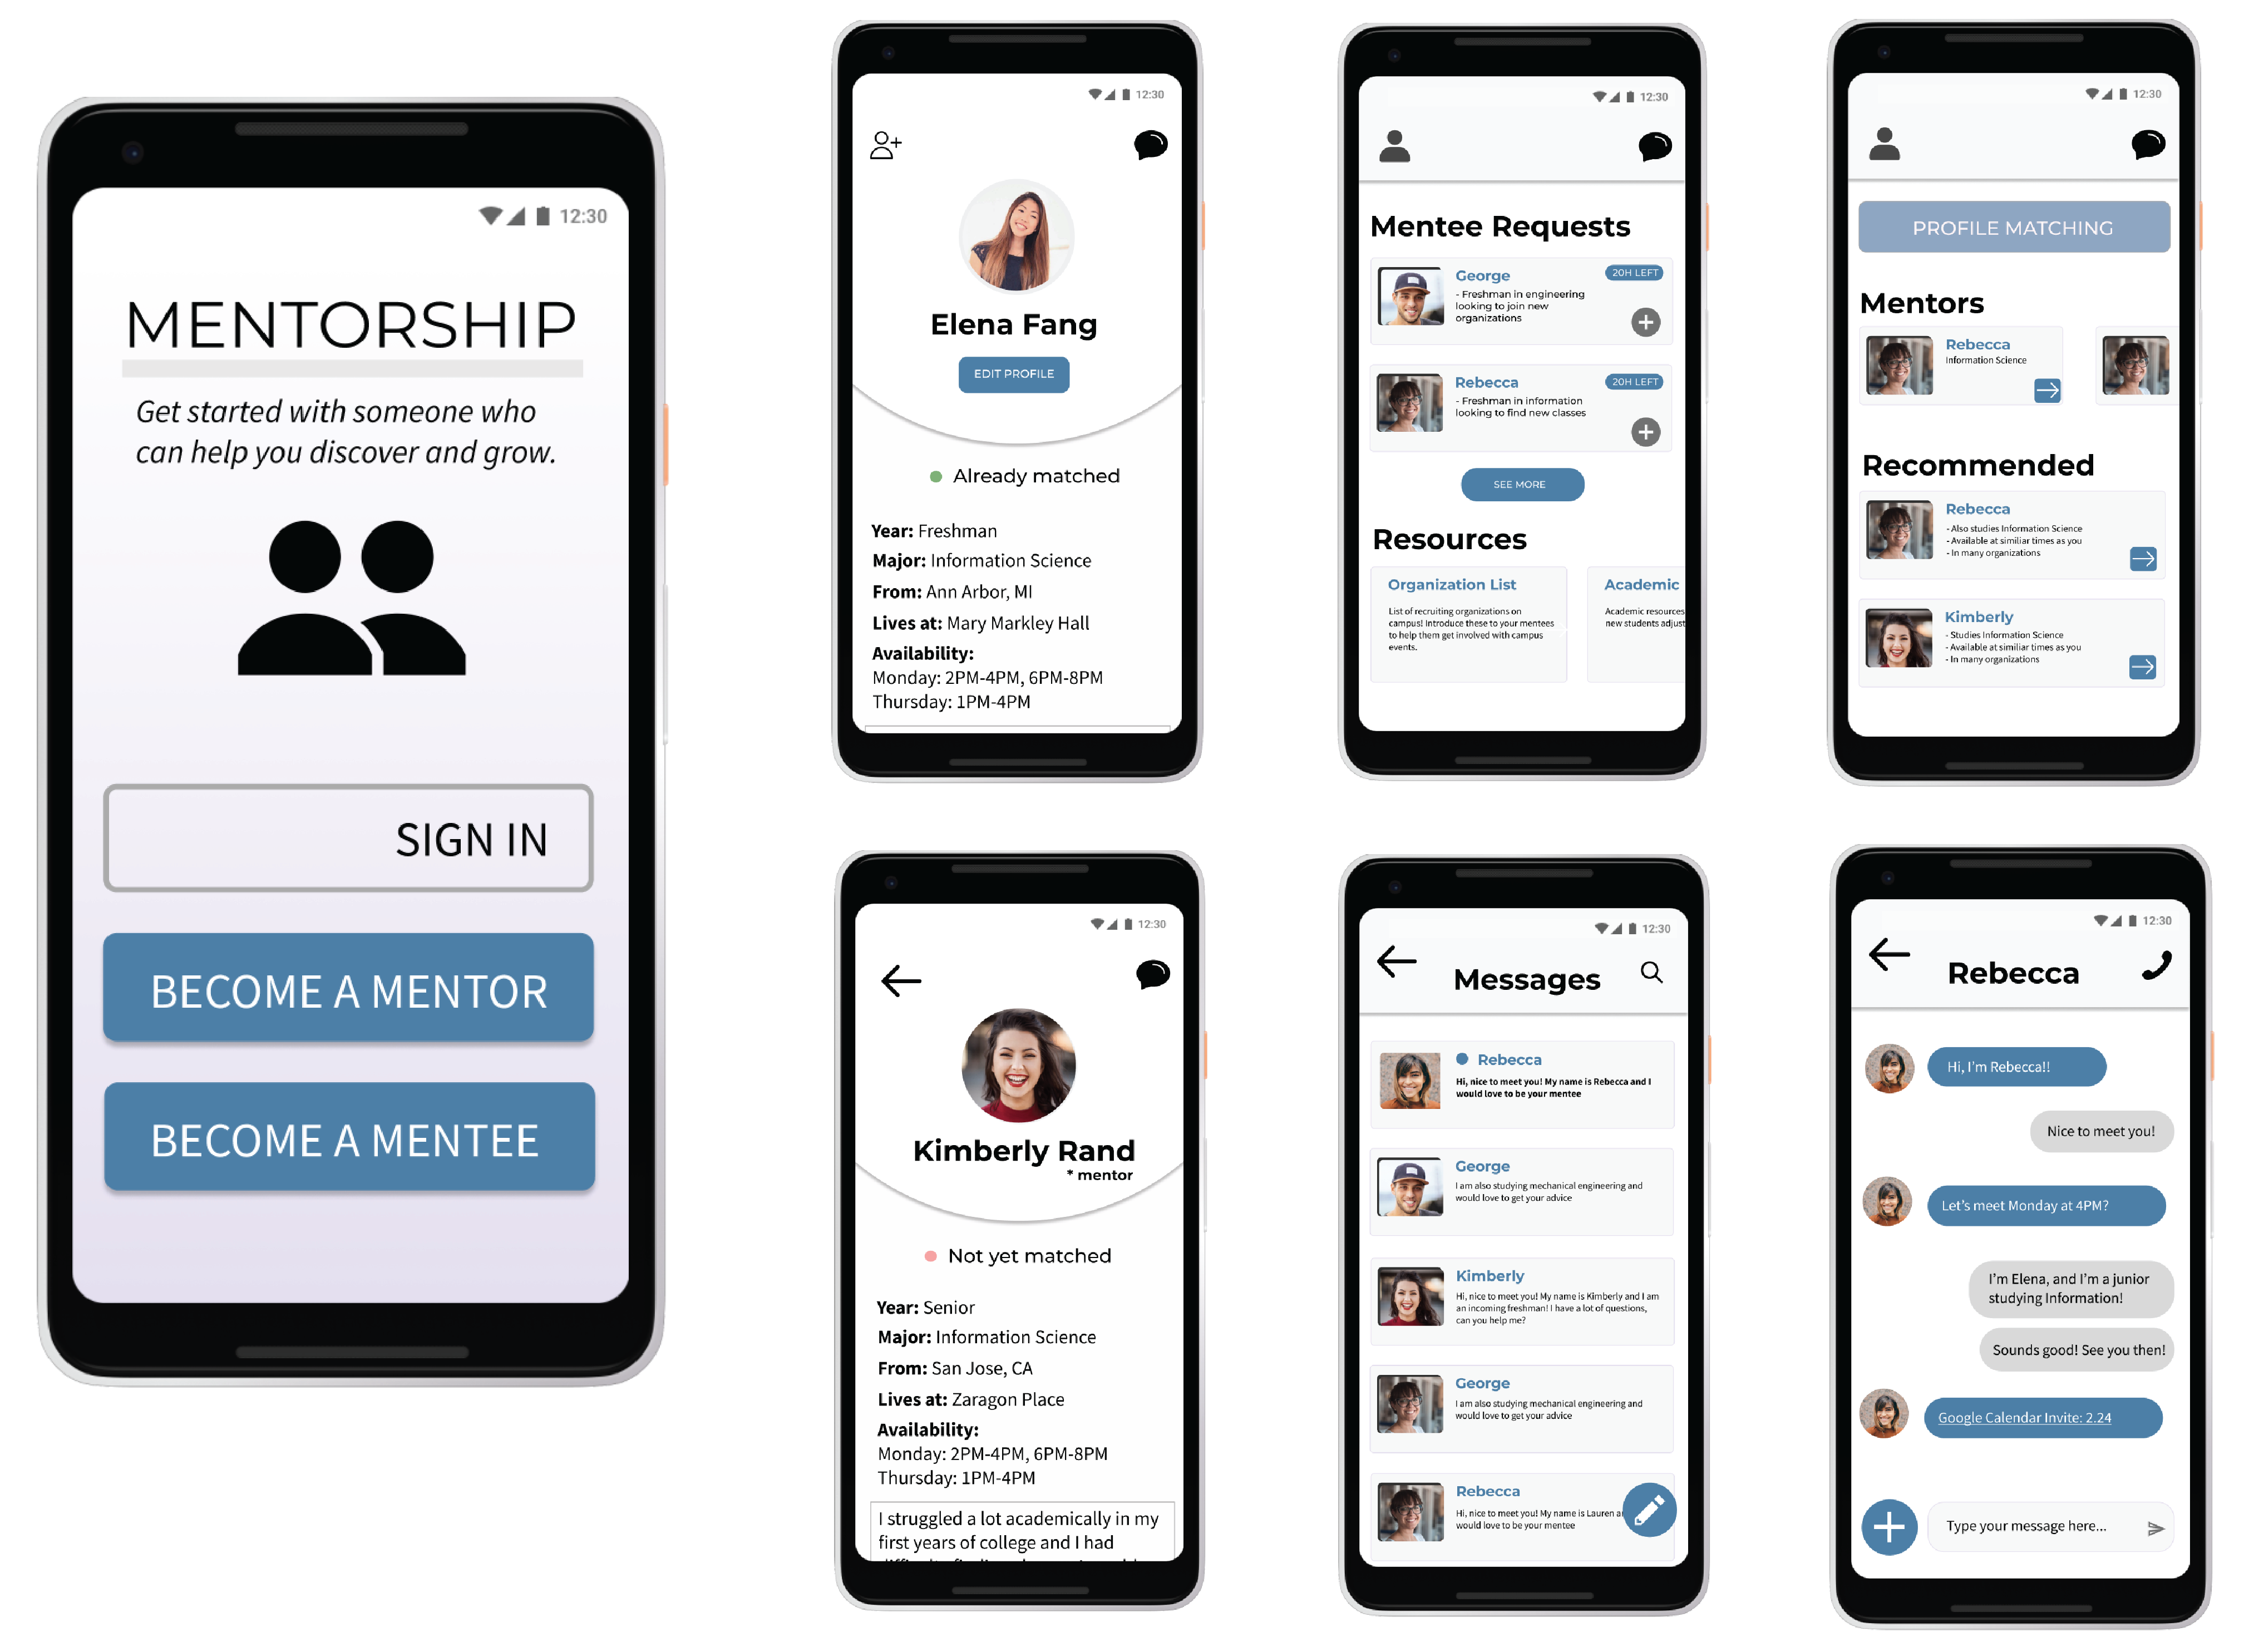 12:30
MENTORSHIP
Get started with someone who
can help you discover and grow.
SIGN IN
BECOME A MENTOR
BECOME A MENTEE
12:30
Elena Fang
EDIT PROFILE
Already matched
Year: Freshman
Major: Information Science
From: Ann Arbor, MI
Lives at: Mary Markley Hall
Availability:
Monday: 2PM-4PM, 6PM-8PM
Thursday: 1PM-4PM
12:30
Mentee Requests
George
20H LEFT
- Freshman in engineering
looking to join new
organizations
Rebecca
20H LEFT
- Freshman in information
looking to find new classes
SEE MORE
Resources
Organization List
List of recruiting organizations on
campus! Introduce these to your mentees
to help them get involved with campus
events.
Academic
Academic resources
new students adjust
12:30
PROFILE MATCHING
Mentors
Rebecca
Information Science
Recommended
Rebecca
- Also studies Information Science
- Available at similiar times as you
- In many organizations
Kimberly
- Studies Information Science
- Available at similiar times as you
- In many organizations
12:30
Kimberly Rand
* mentor
Not yet matched
Year: Senior
Major: Information Science
From: San Jose, CA
Lives at: Zaragon Place
Availability:
Monday: 2PM-4PM, 6PM-8PM
Thursday: 1PM-4PM
I struggled a lot academically in my
first years of college and I had
12:30
Messages
Rebecca
Hi, nice to meet you! My name is Rebecca and I
would love to be your mentee
George
I am also studying mechanical engineering and
would love to get your advice
Kimberly
Hi, nice to meet you! My name is Kimberly and I am
an incoming freshman! I have a lot of questions,
can you help me?
George
I am also studying mechanical engineering and
would love to get your advice
Rebecca
Hi, nice to meet you! My name is Lauren a
would love to be your mentee
12:30
Rebecca
Hi, I'm Rebecca!!
Nice to meet you!
Let's meet Monday at 4PM?
I'm Elena, and I'm a junior
studying Information!
Sounds good! See you then!
Google Calendar Invite: 2.24
Type your message here...